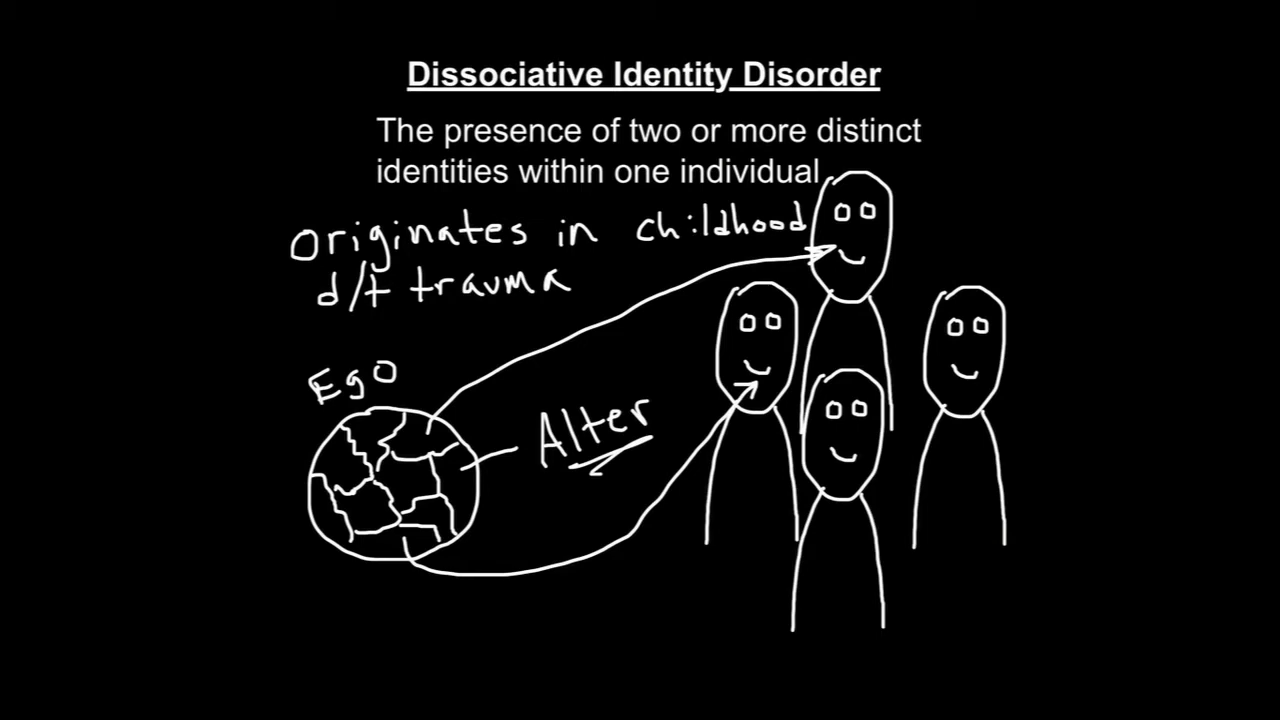 Dissociative Identity Disorder
The presence of two or more distinct
identities within one individual
Originates in childhood
d/t trauma
Ego
Alter